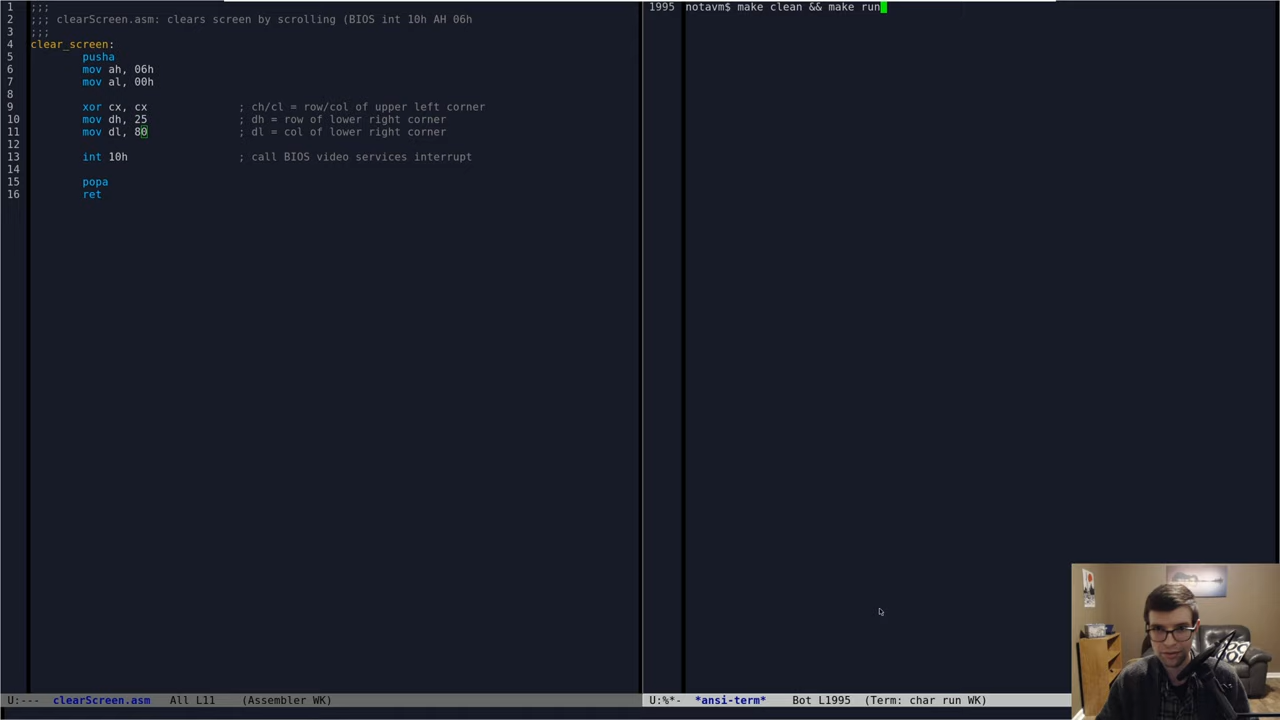 1 ;;;
2 ;;; clearScreen.asm: clears screen by scrolling (BIOS int 10h AH 06h
3 ;;;
4 clear_screen:
5 pusha
6 mov ah, 06h
7 mov al, 00h
8
9 xor cx, cx ; ch/cl = row/col of upper left corner
10 mov dh, 25 ; dh = row of lower right corner
11 mov dl, 80 ; dl = col of lower right corner
12
13 int 10h ; call BIOS video services interrupt
14
15 popa
16 ret
U:--- clearScreen.asm All L11 (Assembler WK)
1995 notavm$ make clean && make run
U:%*- *ansi-term* Bot L1995 (Term: char run WK)